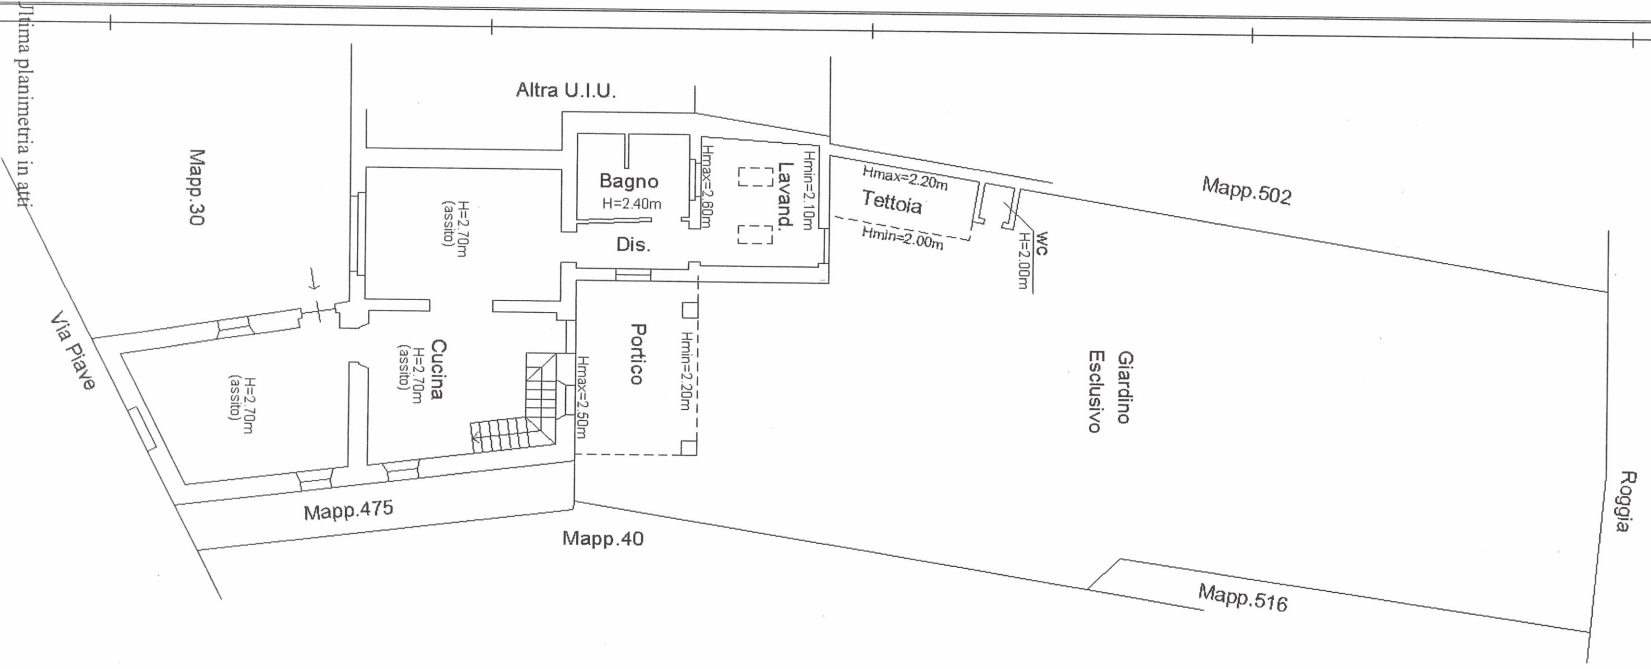 Ultima planimetria in atti
Altra U.I.U.
Mapp.30
Mapp.502
Bagno
H=2.40m
Hmax=2.60m
Lavand.
Hmin=2.10m
Hmax=2.20m
Tettoia
Hmin=2.00m
WC
H=2.00m
H=2.70m
(assito)
Dis.
Via Piave
Cucina
H=2.70m
(assito)
Portico
Hmin=2.20m
Hmax=2.50m
H=2.70m
(assito)
Giardino
Esclusivo
Roggia
Mapp.475
Mapp.40
Mapp.516